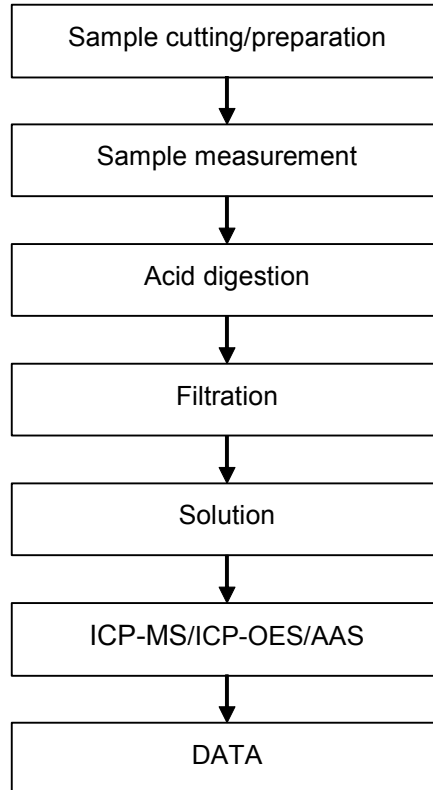 Sample cutting/preparation
Sample measurement
Acid digestion
Filtration
Solution
ICP-MS/ICP-OES/AAS
DATA